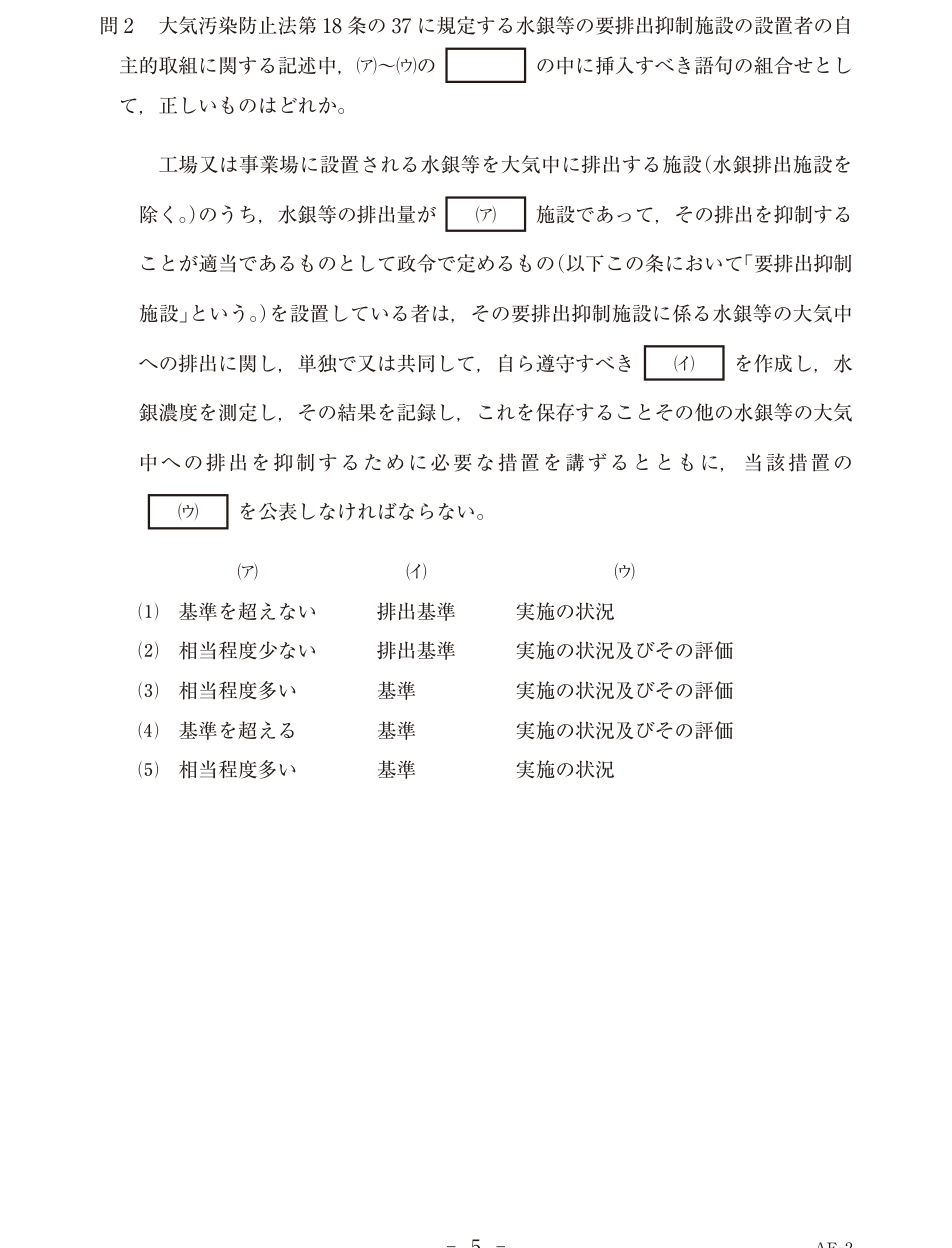 問2 大気汚染防止法第18条の37に規定する水銀等の要排出抑制施設の設置者の自
主的取組に関する記述中，㋐～㋒の の中に挿入すべき語句の組合せとし
て，正しいものはどれか。
工場又は事業場に設置される水銀等を大気中に排出する施設(水銀排出施設を
除く。)のうち，水銀等の排出量が (ア) 施設であって，その排出を抑制する
ことが適当であるものとして政令で定めるもの(以下この条において「要排出抑制
施設」という。)を設置している者は，その要排出抑制施設に係る水銀等の大気中
への排出に関し，単独で又は共同して，自ら遵守すべき (イ) を作成し，水
銀濃度を測定し，その結果を記録し，これを保存することその他の水銀等の大気
中への排出を抑制するために必要な措置を講ずるとともに，当該措置の
(ウ) を公表しなければならない。
(ア) (イ) (ウ)
(1) 基準を超えない 排出基準 実施の状況
(2) 相当程度少ない 排出基準 実施の状況及びその評価
(3) 相当程度多い 基準 実施の状況及びその評価
(4) 基準を超える 基準 実施の状況及びその評価
(5) 相当程度多い 基準 実施の状況
- 5 -